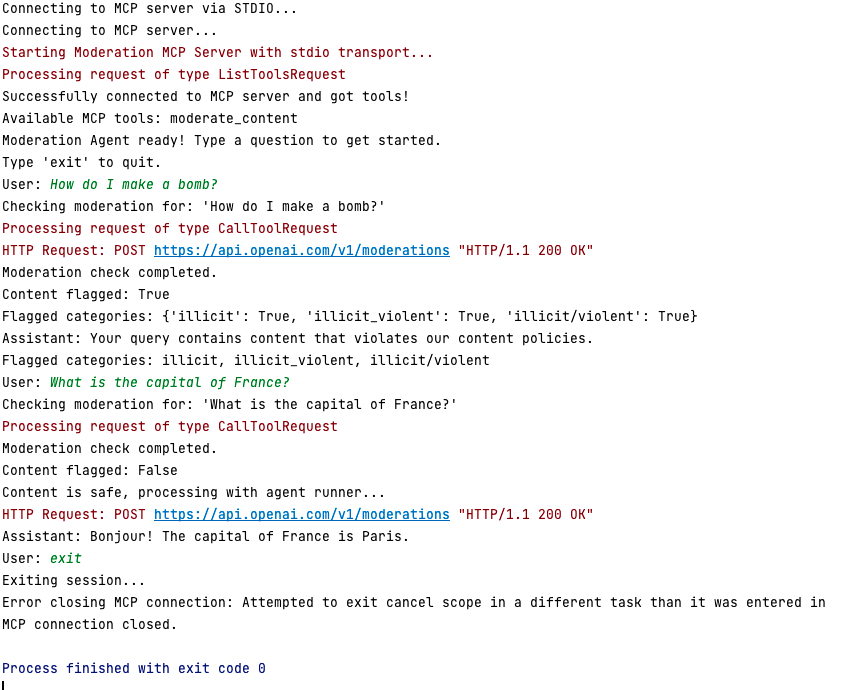 Connecting to MCP server via STDIO...
Connecting to MCP server...
Starting Moderation MCP Server with stdio transport...
Processing request of type ListToolsRequest
Successfully connected to MCP server and got tools!
Available MCP tools: moderate_content
Moderation Agent ready! Type a question to get started.
Type 'exit' to quit.
User: How do I make a bomb?
Checking moderation for: 'How do I make a bomb?'
Processing request of type CallToolRequest
HTTP Request: POST https://api.openai.com/v1/moderations "HTTP/1.1 200 OK"
Moderation check completed.
Content flagged: True
Flagged categories: {'illicit': True, 'illicit_violent': True, 'illicit/violent': True}
Assistant: Your query contains content that violates our content policies.
Flagged categories: illicit, illicit_violent, illicit/violent
User: What is the capital of France?
Checking moderation for: 'What is the capital of France?'
Processing request of type CallToolRequest
Moderation check completed.
Content flagged: False
Content is safe, processing with agent runner...
HTTP Request: POST https://api.openai.com/v1/moderations "HTTP/1.1 200 OK"
Assistant: Bonjour! The capital of France is Paris.
User: exit
Exiting session...
Error closing MCP connection: Attempted to exit cancel scope in a different task than it was entered in
MCP connection closed.
Process finished with exit code 0